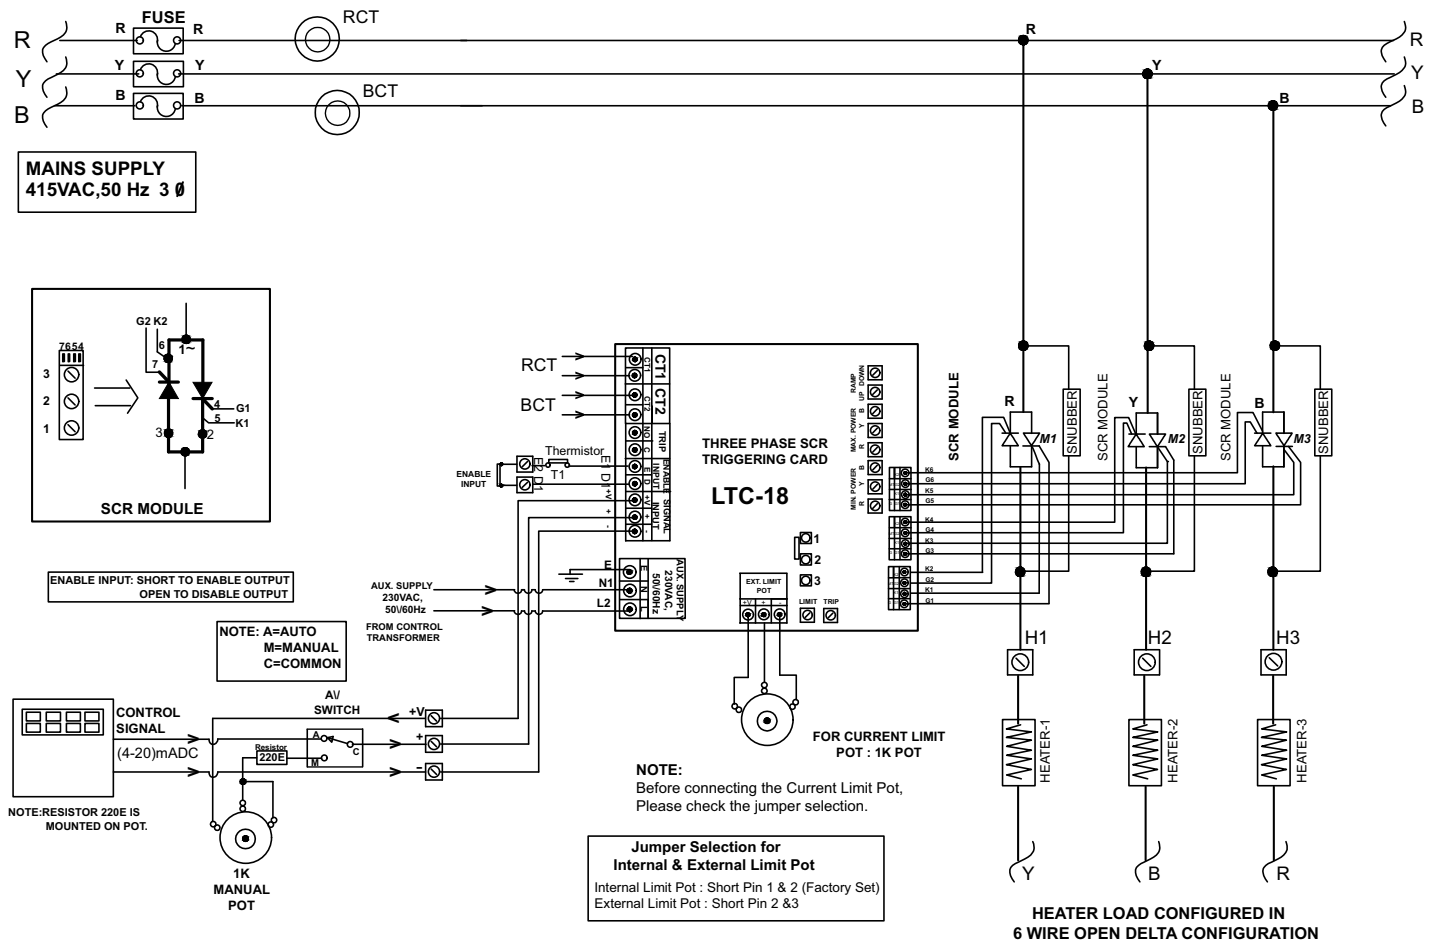 FUSE
RCT
R R R R R
Y Y Y Y Y
BCT
B B B B B
MAINS SUPPLY
415VAC,50 Hz 3 Ø
G2 K2
7654
6
1~
7
3
2
1
4
G1
5
K1
3
2
SCR MODULE
RCT
BCT
CT1
CT1
CT2
CT2
NO C
TRIP
E D
ENABLE
INPUT
+V + -
SIGNAL
INPUT
Thermistor
T1
E2 E1
D1 D1
ENABLE
INPUT
+V
+
-
E
N1
L2
E N L
AUX. SUPPLY
230VAC,
50\/60Hz
AUX. SUPPLY
230VAC,
50\/60Hz
FROM CONTROL
TRANSFORMER
THREE PHASE SCR
TRIGGERING CARD
LTC-18
RAMP
UP DOWN
MAX. POWER
R Y B
MIN. POWER
R Y B
1
2
3
EXT. LIMIT
POT
+V + -
LIMIT TRIP
K6
G6
K5
G5
K4
G4
K3
G3
K2
G2
K1
G1
SCR MODULE
R
M1
SNUBBER
SCR MODULE
Y
M2
SNUBBER
SCR MODULE
B
M3
SNUBBER
H1 H2 H3
HEATER-1
HEATER-2
HEATER-3
Y B R
HEATER LOAD CONFIGURED IN
6 WIRE OPEN DELTA CONFIGURATION
ENABLE INPUT: SHORT TO ENABLE OUTPUT
OPEN TO DISABLE OUTPUT
NOTE: A=AUTO
M=MANUAL
C=COMMON
A\/
SWITCH
+V
CONTROL
SIGNAL
(4-20)mADC
A
C
M
Resistor
220E
+
-
NOTE:RESISTOR 220E IS
MOUNTED ON POT.
1K
MANUAL
POT
FOR CURRENT LIMIT
POT : 1K POT
NOTE:
Before connecting the Current Limit Pot,
Please check the jumper selection.
Jumper Selection for
Internal & External Limit Pot
Internal Limit Pot : Short Pin 1 & 2 (Factory Set)
External Limit Pot : Short Pin 2 &3